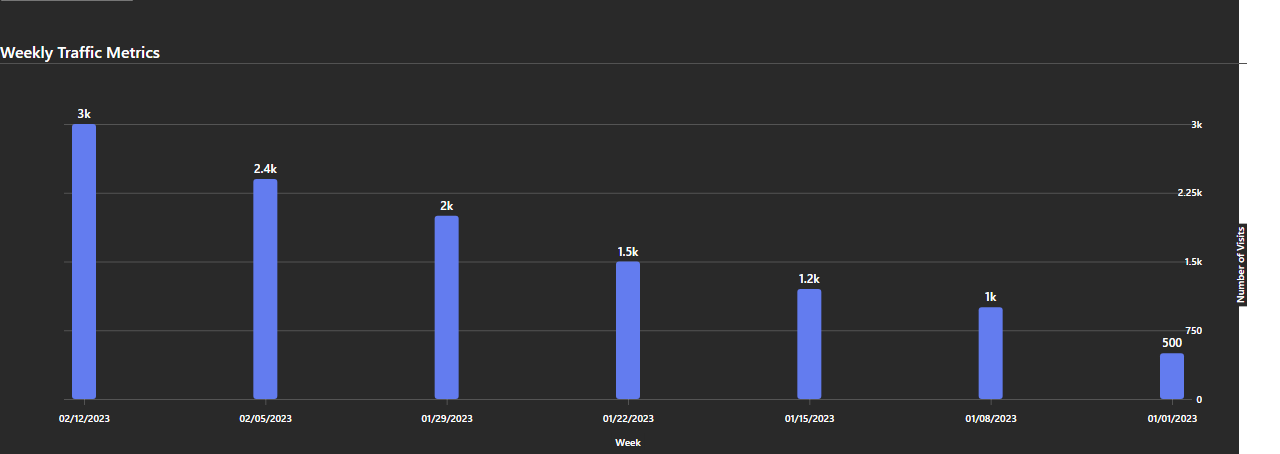 Weekly Traffic Metrics
3k
2.4k
2k
1.5k
1.2k
1k
500
3k
2.25k
1.5k
750
0
Number of Visits
02/12/2023 02/05/2023 01/29/2023 01/22/2023 01/15/2023 01/08/2023 01/01/2023
Week